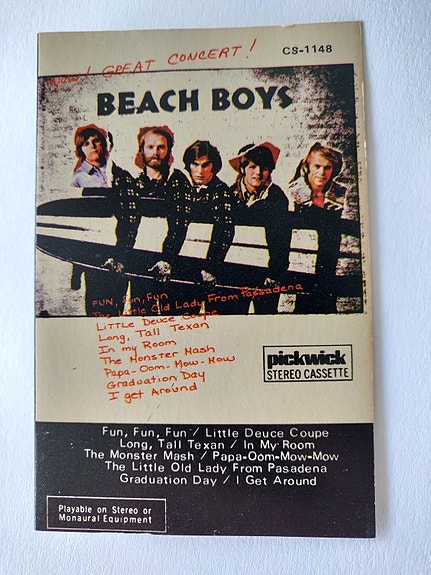 WOW! GREAT CONCERT!
CS-1148
BEACH BOYS
FUN, Fun, Fun
The Little Old Lady From Passadena
LITTLE Deuce Coupe
Long, Tall Texan
In my Room
The Monster Mash
Papa-Oom-Mow-Mow
Graduation Day
I get Around
pickwick
STEREO CASSETTE
Fun, Fun, Fun / Little Deuce Coupe
Long, Tall Texan / In My Room
The Monster Mash / Papa-Oom-Mow-Mow
The Little Old Lady From Pasadena
Graduation Day / I Get Around
Playable on Stereo or
Monaural Equipment